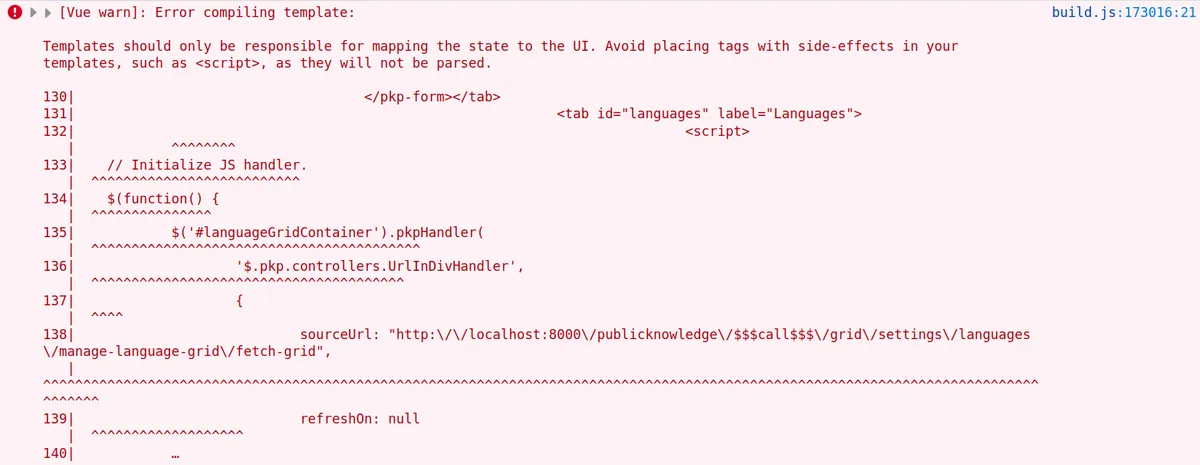 [Vue warn]: Error compiling template: build.js:173016:21
Templates should only be responsible for mapping the state to the UI. Avoid placing tags with side-effects in your
templates, such as <script>, as they will not be parsed.
130| </pkp-form></tab>
131| <tab id="languages" label="Languages">
132| <script>
| ^^^^^^^^
133| // Initialize JS handler.
| ^^^^^^^^^^^^^^^^^^^^^^^^^^
134| $(function() {
| ^^^^^^^^^^^^^^^
135| $('#languageGridContainer').pkpHandler(
| ^^^^^^^^^^^^^^^^^^^^^^^^^^^^^^^^^^^^^^^^^
136| '$.pkp.controllers.UrlInDivHandler',
| ^^^^^^^^^^^^^^^^^^^^^^^^^^^^^^^^^^^^^^^
137| {
| ^^^^
138| sourceUrl: "http:\/\/localhost:8000\/publicknowledge\/$$$call$$$\/grid\/settings\/languages
\/manage-language-grid\/fetch-grid",
|
^^^^^^^^^^^^^^^^^^^^^^^^^^^^^^^^^^^^^^^^^^^^^^^^^^^^^^^^^^^^^^^^^^^^^^^^^^^^^^^^^^^^^^^^^^^^^^^^^^^^^^^^^^^^^^^^^^^^^^^^^^^^
^^^^^^^
139| refreshOn: null
| ^^^^^^^^^^^^^^^^^^^
140| …